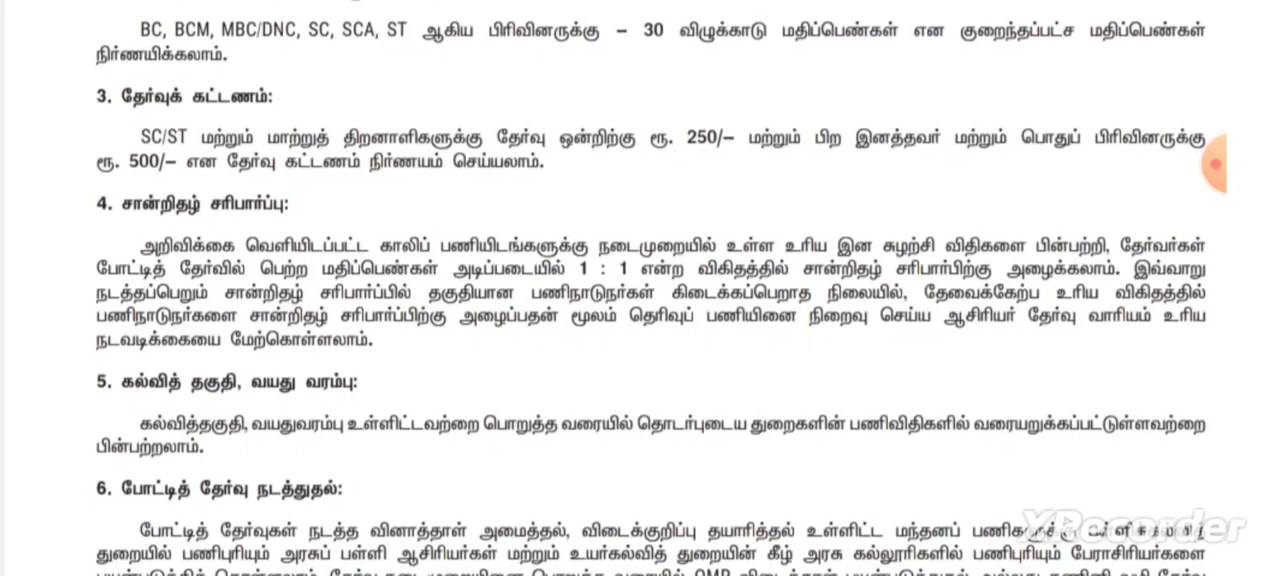 BC, BCM, MBC/DNC, SC, SCA, ST ஆகிய பிரிவினருக்கு – 30 விழுக்காடு மதிப்பெண்கள் என குறைந்தப்பட்ச மதிப்பெண்கள்
நிர்ணயிக்கலாம்.
3. தேர்வுக் கட்டணம்:
SC/ST மற்றும் மாற்றுத் திறனாளிகளுக்கு தேர்வு ஒன்றிற்கு ரூ. 250/– மற்றும் பிற இனத்தவர் மற்றும் பொதுப் பிரிவினருக்கு
ரூ. 500/– என தேர்வு கட்டணம் நிர்ணயம் செய்யலாம்.
4. சான்றிதழ் சரிபார்ப்பு:
அறிவிக்கை வெளியிடப்பட்ட காலிப் பணியிடங்களுக்கு நடைமுறையில் உள்ள உரிய இன சுழற்சி விதிகளை பின்பற்றி, தேர்வர்கள்
போட்டித் தேர்வில் பெற்ற மதிப்பெண்கள் அடிப்படையில் 1 : 1 என்ற விகிதத்தில் சான்றிதழ் சரிபார்பிற்கு அழைக்கலாம். இவ்வாறு
நடத்தப்பெறும் சான்றிதழ் சரிபார்ப்பில் தகுதியான பணிநாடுநர்கள் கிடைக்கப்பெறாத நிலையில், தேவைக்கேற்ப உரிய விகிதத்தில்
பணிநாடுநர்களை சான்றிதழ் சரிபார்ப்பிற்கு அழைப்பதன் மூலம் தெரிவுப் பணியினை நிறைவு செய்ய ஆசிரியர் தேர்வு வாரியம் உரிய
நடவடிக்கையை மேற்கொள்ளலாம்.
5. கல்வித் தகுதி, வயது வரம்பு:
கல்வித்தகுதி, வயதுவரம்பு உள்ளிட்டவற்றை பொறுத்த வரையில் தொடர்புடைய துறைகளின் பணிவிதிகளில் வரையறுக்கப்பட்டுள்ளவற்றை
பின்பற்றலாம்.
6. போட்டித் தேர்வு நடத்துதல்:
போட்டித் தேர்வுகள் நடத்த வினாத்தாள் அமைத்தல், விடைக்குறிப்பு தயாரித்தல் உள்ளிட்ட மந்தனப்
துறையில் பணிபுரியும் அரசுப் பள்ளி ஆசிரியர்கள் மற்றும் உயர்கல்வித் துறையின் கீழ் அரசு கல்லூரிகளில் பணிபுரியும் பேராசிரியர்களை
XRecorder